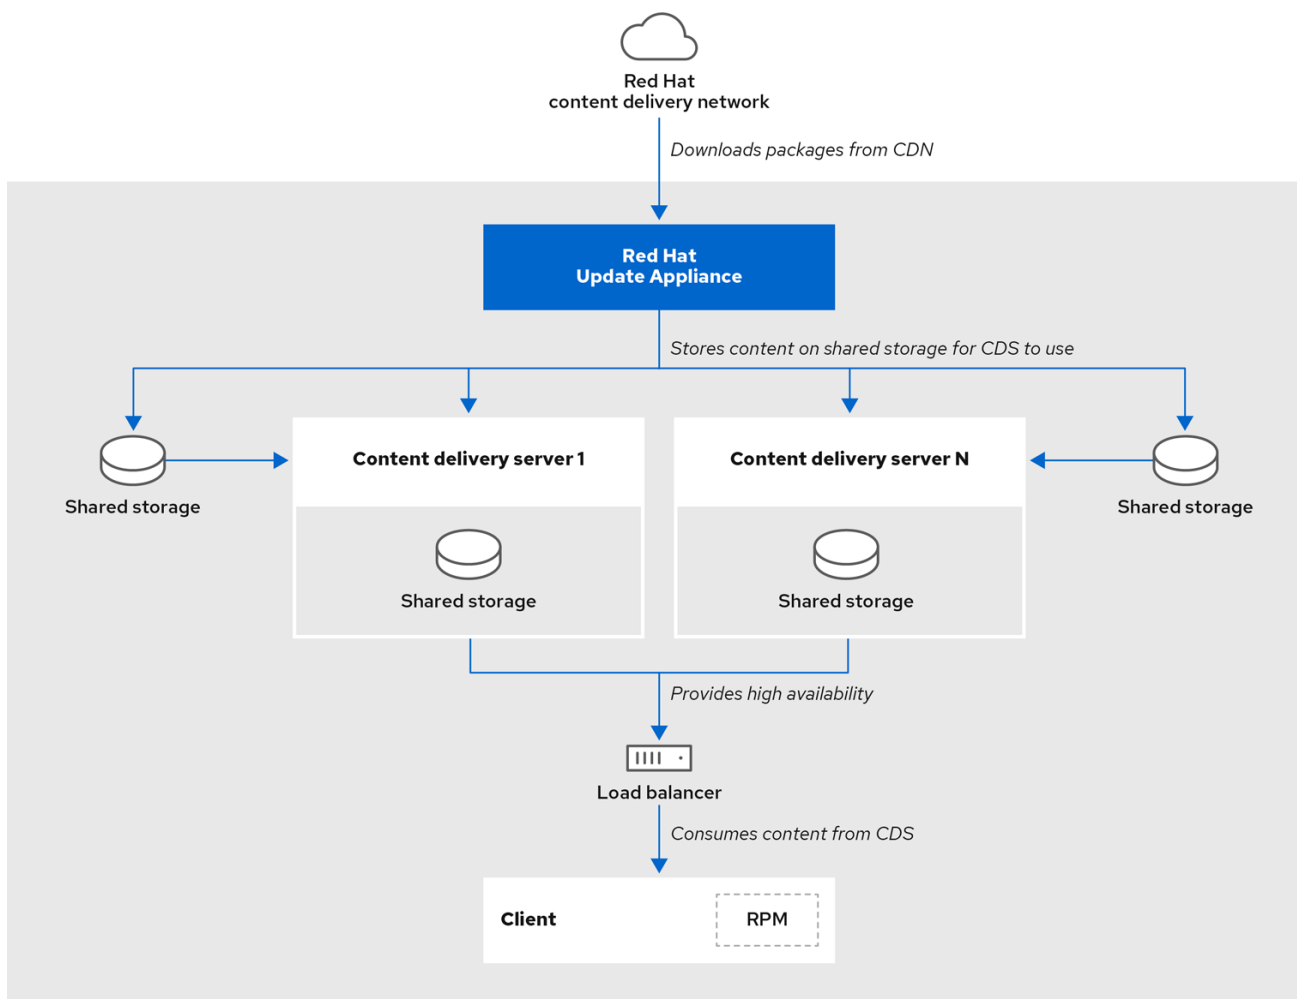 Red Hat
content delivery network
Downloads packages from CDN
Red Hat
Update Appliance
Stores content on shared storage for CDS to use
Content delivery server 1
Content delivery server N
Shared storage
Shared storage
Shared storage
Shared storage
Provides high availability
Load balancer
Consumes content from CDS
Client
RPM